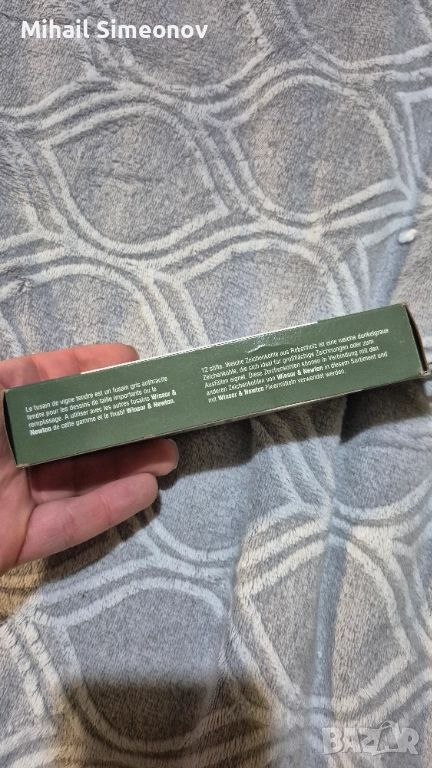 Mihail Simeonov
Le fusain de vigne tendre est un fusain gris anthracite
tendre pour les dessins de taille importante ou le
remplissage. A utiliser avec les autres fusains Winsor &
Newton de cette gamme et le fixatif Winsor & Newton.
12 stifte. Weiche Zeichenkohle aus Rebenholz ist eine weiche dunkelgraue
Zeichenkohle, die sich ideal für großflächige Zeichnungen oder zum
Ausfüllen eignet. Diese Zeichenkohlen können in Verbindung mit den
anderen Zeichenkohlen von Winsor & Newton in diesem Sortiment und
mit Winsor & Newton Fixiermitteln verwendet werden.
BAZAR